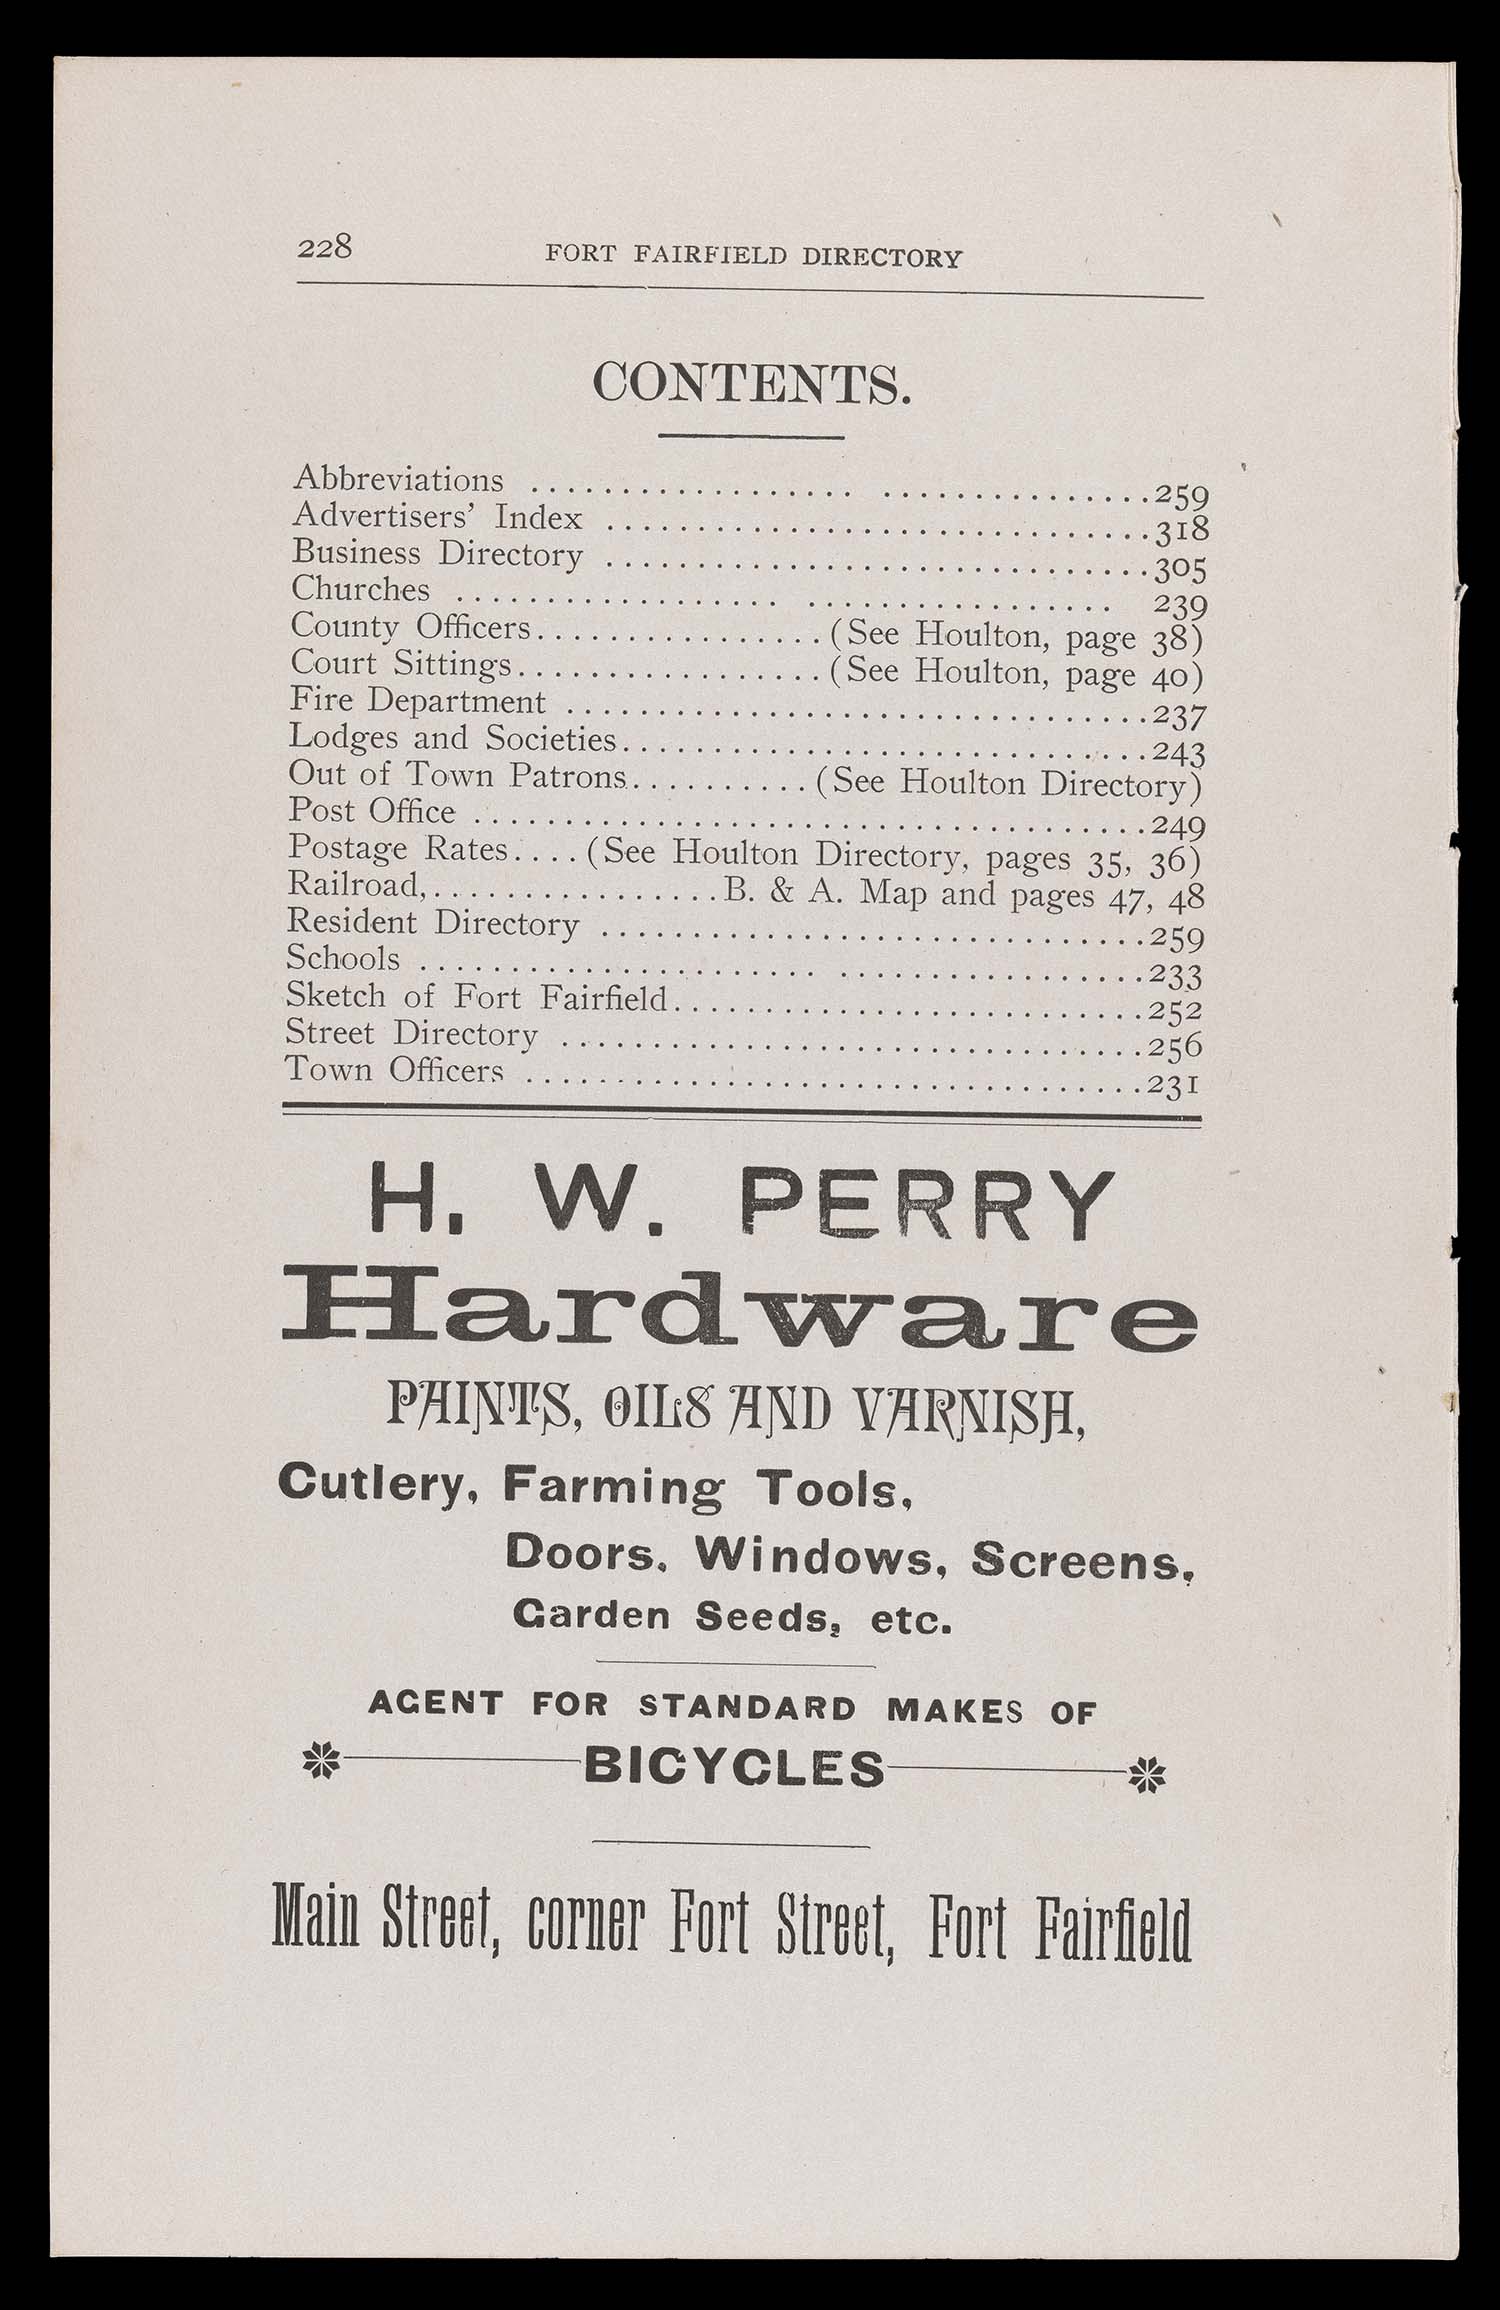 228 FORT FAIRFIELD DIRECTORY
CONTENTS.
Abbreviations ................... ................259
Advertisers' Index .................................318
Business Directory .................................305
Churches ................... ................. 239
County Officers.................(See Houlton, page 38)
Court Sittings..................(See Houlton, page 40)
Fire Department ...................................237
Lodges and Societies................................243
Out of Town Patrons...........(See Houlton Directory)
Post Office ........................................249
Postage Rates....(See Houlton Directory, pages 35, 36)
Railroad,.................B. & A. Map and pages 47, 48
Resident Directory .................................259
Schools ........................ ...................233
Sketch of Fort Fairfield............................252
Street Directory ...................................256
Town Officers .....................................231
H. W. PERRY
Hardware
PAINTS, OILS AND VARNISH,
Cutlery, Farming Tools,
Doors, Windows, Screens,
Garden Seeds, etc.
AGENT FOR STANDARD MAKES OF
BICYCLES
Main Street, corner Fort Street, Fort Fairfield